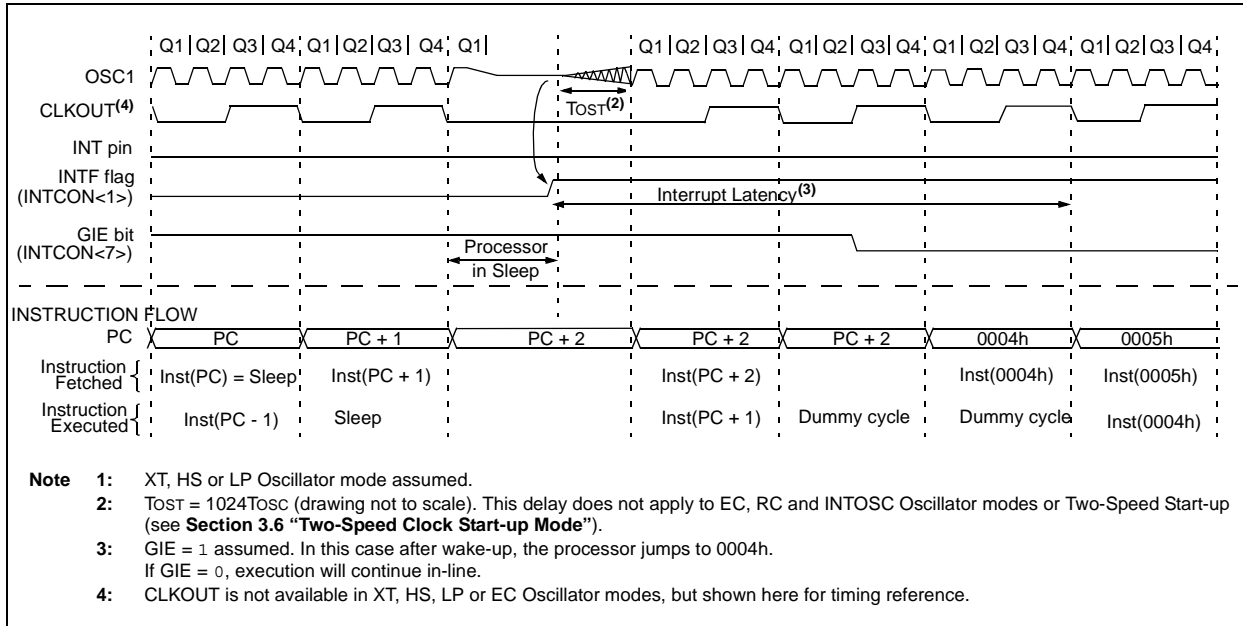 Q1 Q2 Q3 Q4 Q1 Q2 Q3 Q4 Q1 Q1 Q2 Q3 Q4 Q1 Q2 Q3 Q4 Q1 Q2 Q3 Q4 Q1 Q2 Q3 Q4
OSC1
CLKOUT(4)
TOST(2)
INT pin
INTF flag
(INTCON<1>)
Interrupt Latency(3)
GIE bit
(INTCON<7>)
Processor
in Sleep
INSTRUCTION FLOW
PC PC PC + 1 PC + 2 PC + 2 PC + 2 0004h 0005h
Instruction
Fetched
Inst(PC) = Sleep Inst(PC + 1) Inst(PC + 2) Inst(0004h) Inst(0005h)
Instruction
Executed
Inst(PC - 1) Sleep Inst(PC + 1) Dummy cycle Dummy cycle Inst(0004h)
Note 1: XT, HS or LP Oscillator mode assumed.
2: TOST = 1024TOSC (drawing not to scale). This delay does not apply to EC, RC and INTOSC Oscillator modes or Two-Speed Start-up
(see Section 3.6 “Two-Speed Clock Start-up Mode”).
3: GIE = 1 assumed. In this case after wake-up, the processor jumps to 0004h.
If GIE = 0, execution will continue in-line.
4: CLKOUT is not available in XT, HS, LP or EC Oscillator modes, but shown here for timing reference.